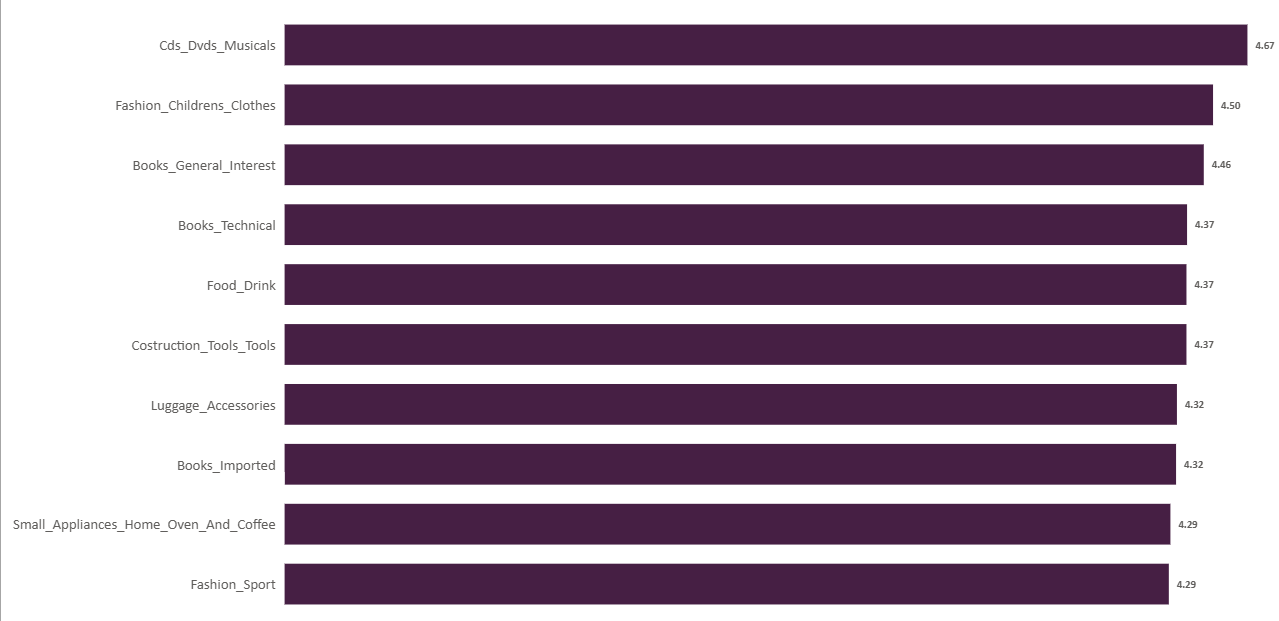 Cds_Dvds_Musicals 4.67
Fashion_Childrens_Clothes 4.50
Books_General_Interest 4.46
Books_Technical 4.37
Food_Drink 4.37
Costruction_Tools_Tools 4.37
Luggage_Accessories 4.32
Books_Imported 4.32
Small_Appliances_Home_Oven_And_Coffee 4.29
Fashion_Sport 4.29